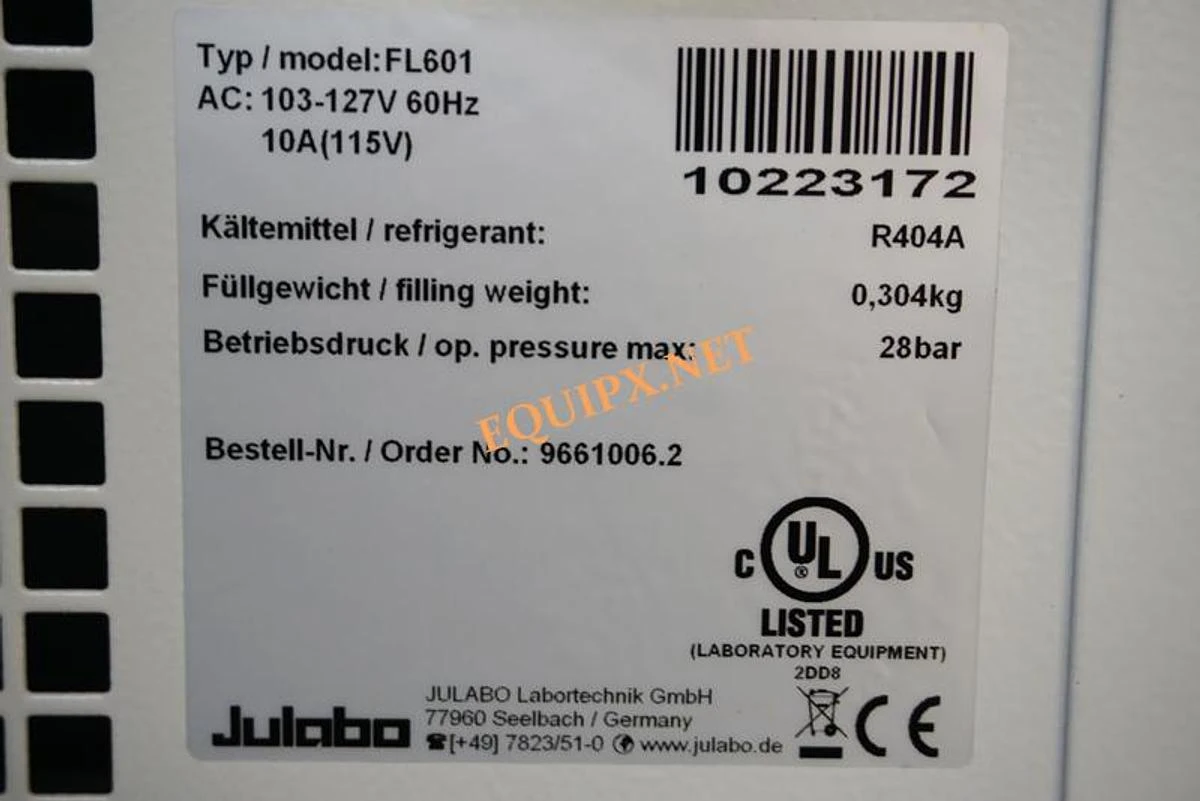 Typ / model: FL601
AC: 103-127V 60Hz
10A(115V)
10223172
Kältemittel / refrigerant: R404A
Füllgewicht / filling weight: 0,304kg
Betriebsdruck / op. pressure max: 28bar
EQUIPX.NET
Bestell-Nr. / Order No.: 9661006.2
C UL® US
LISTED
(LABORATORY EQUIPMENT)
2DD8
Julabo
JULABO Labortechnik GmbH
77960 Seelbach / Germany
☎[+49] 7823/51-0 www.julabo.de
CE